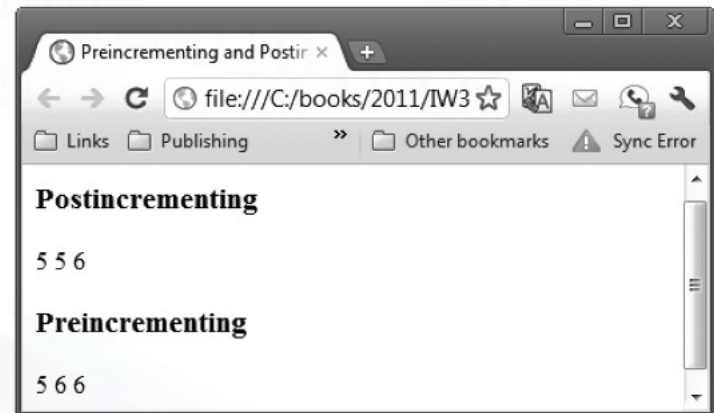 Preincrementing and Postir
file:///C:/books/2011/IW3
Links Publishing » Other bookmarks Sync Error
Postincrementing
5 5 6
Preincrementing
5 6 6